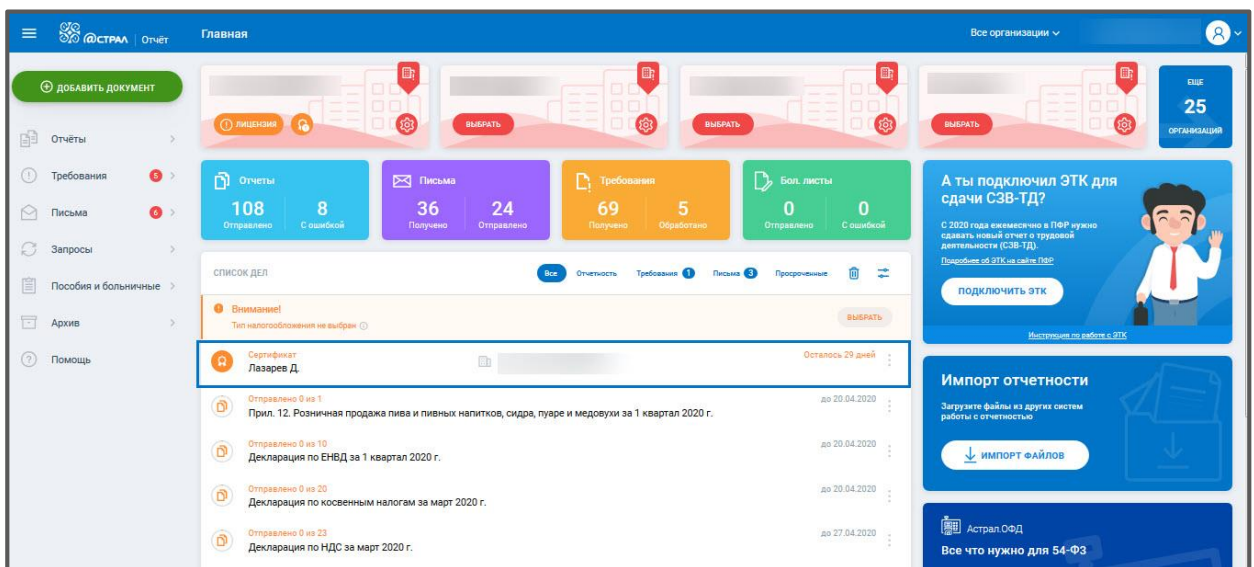 @СТРАЛ | Отчёт
Главная
Все организации
ДОБАВИТЬ ДОКУМЕНТ
Отчёты
Требования 5
Письма 6
Запросы
Пособия и больничные
Архив
Помощь
ЛИЦЕНЗИЯ
ВЫБРАТЬ
ВЫБРАТЬ
ВЫБРАТЬ
ЕЩЕ
25
ОРГАНИЗАЦИЙ
Отчеты
108 8
Отправлено С ошибкой
Письма
36 24
Получено Отправлено
Требования
69 5
Получено Обработано
Бол. листы
0 0
Отправлено С ошибкой
СПИСОК ДЕЛ
Все Отчетность Требования 1 Письма 3 Просроченные
Внимание!
Тип налогообложения не выбран
ВЫБРАТЬ
Сертификат
Лазарев Д.
Осталось 29 дней
Отправлено 0 из 1
Прил. 12. Розничная продажа пива и пивных напитков, сидра, пуаре и медовухи за 1 квартал 2020 г.
до 20.04.2020
Отправлено 0 из 10
Декларация по ЕНВД за 1 квартал 2020 г.
до 20.04.2020
Отправлено 0 из 20
Декларация по косвенным налогам за март 2020 г.
до 20.04.2020
Отправлено 0 из 23
Декларация по НДС за март 2020 г.
до 27.04.2020
А ты подключил ЭТК для
сдачи СЗВ-ТД?
С 2020 года ежемесячно в ПФР нужно
сдавать новый отчет о трудовой
деятельности (СЗВ-ТД).
Подробнее об ЭТК на сайте ПФР
ПОДКЛЮЧИТЬ ЭТК
Инструкция по работе с ЭТК
Импорт отчетности
Загрузите файлы из других систем
работы с отчетностью
ИМПОРТ ФАЙЛОВ
Астрал.ОФД
Все что нужно для 54-ФЗ